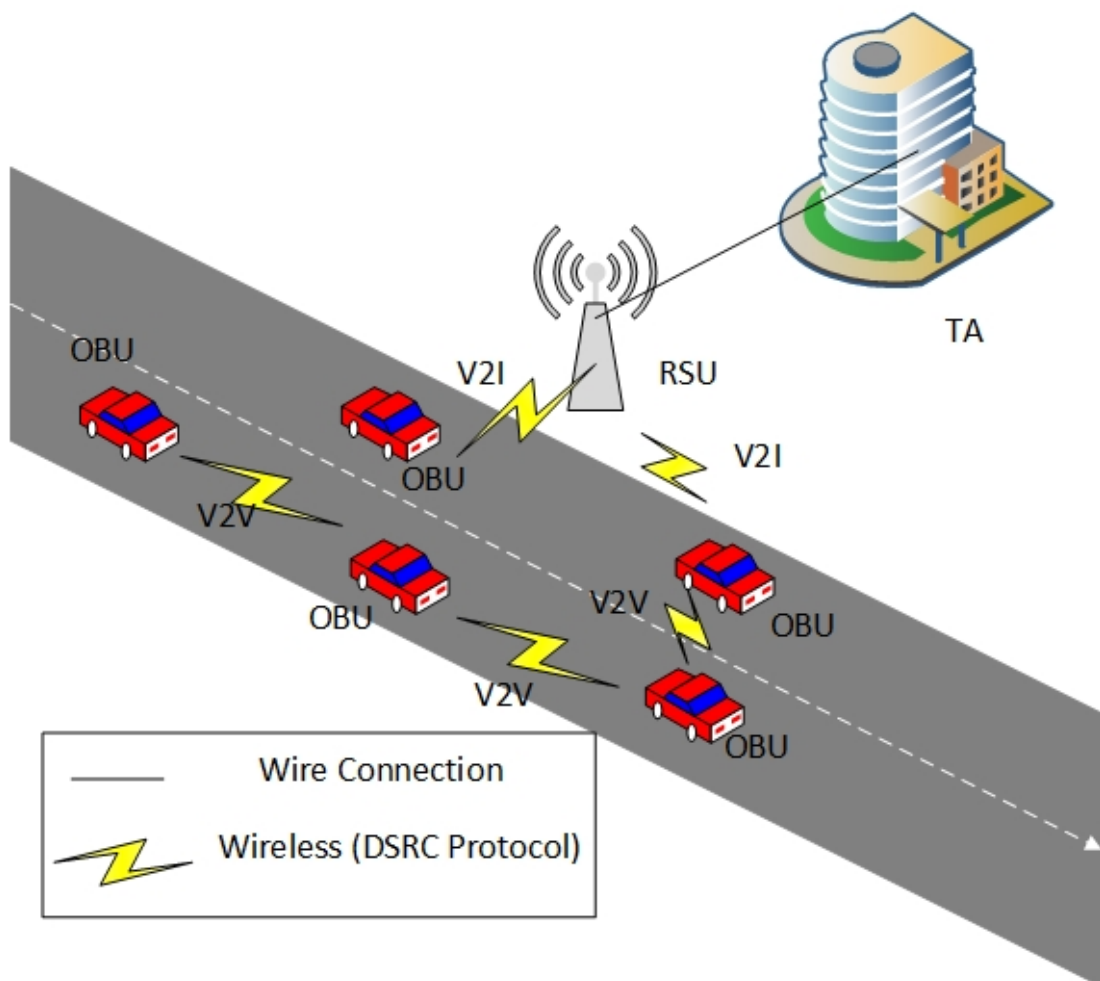 TA
OBU
V2I
RSU
V2I
OBU
V2V
OBU
V2V
OBU
V2V
OBU
Wire Connection
Wireless (DSRC Protocol)